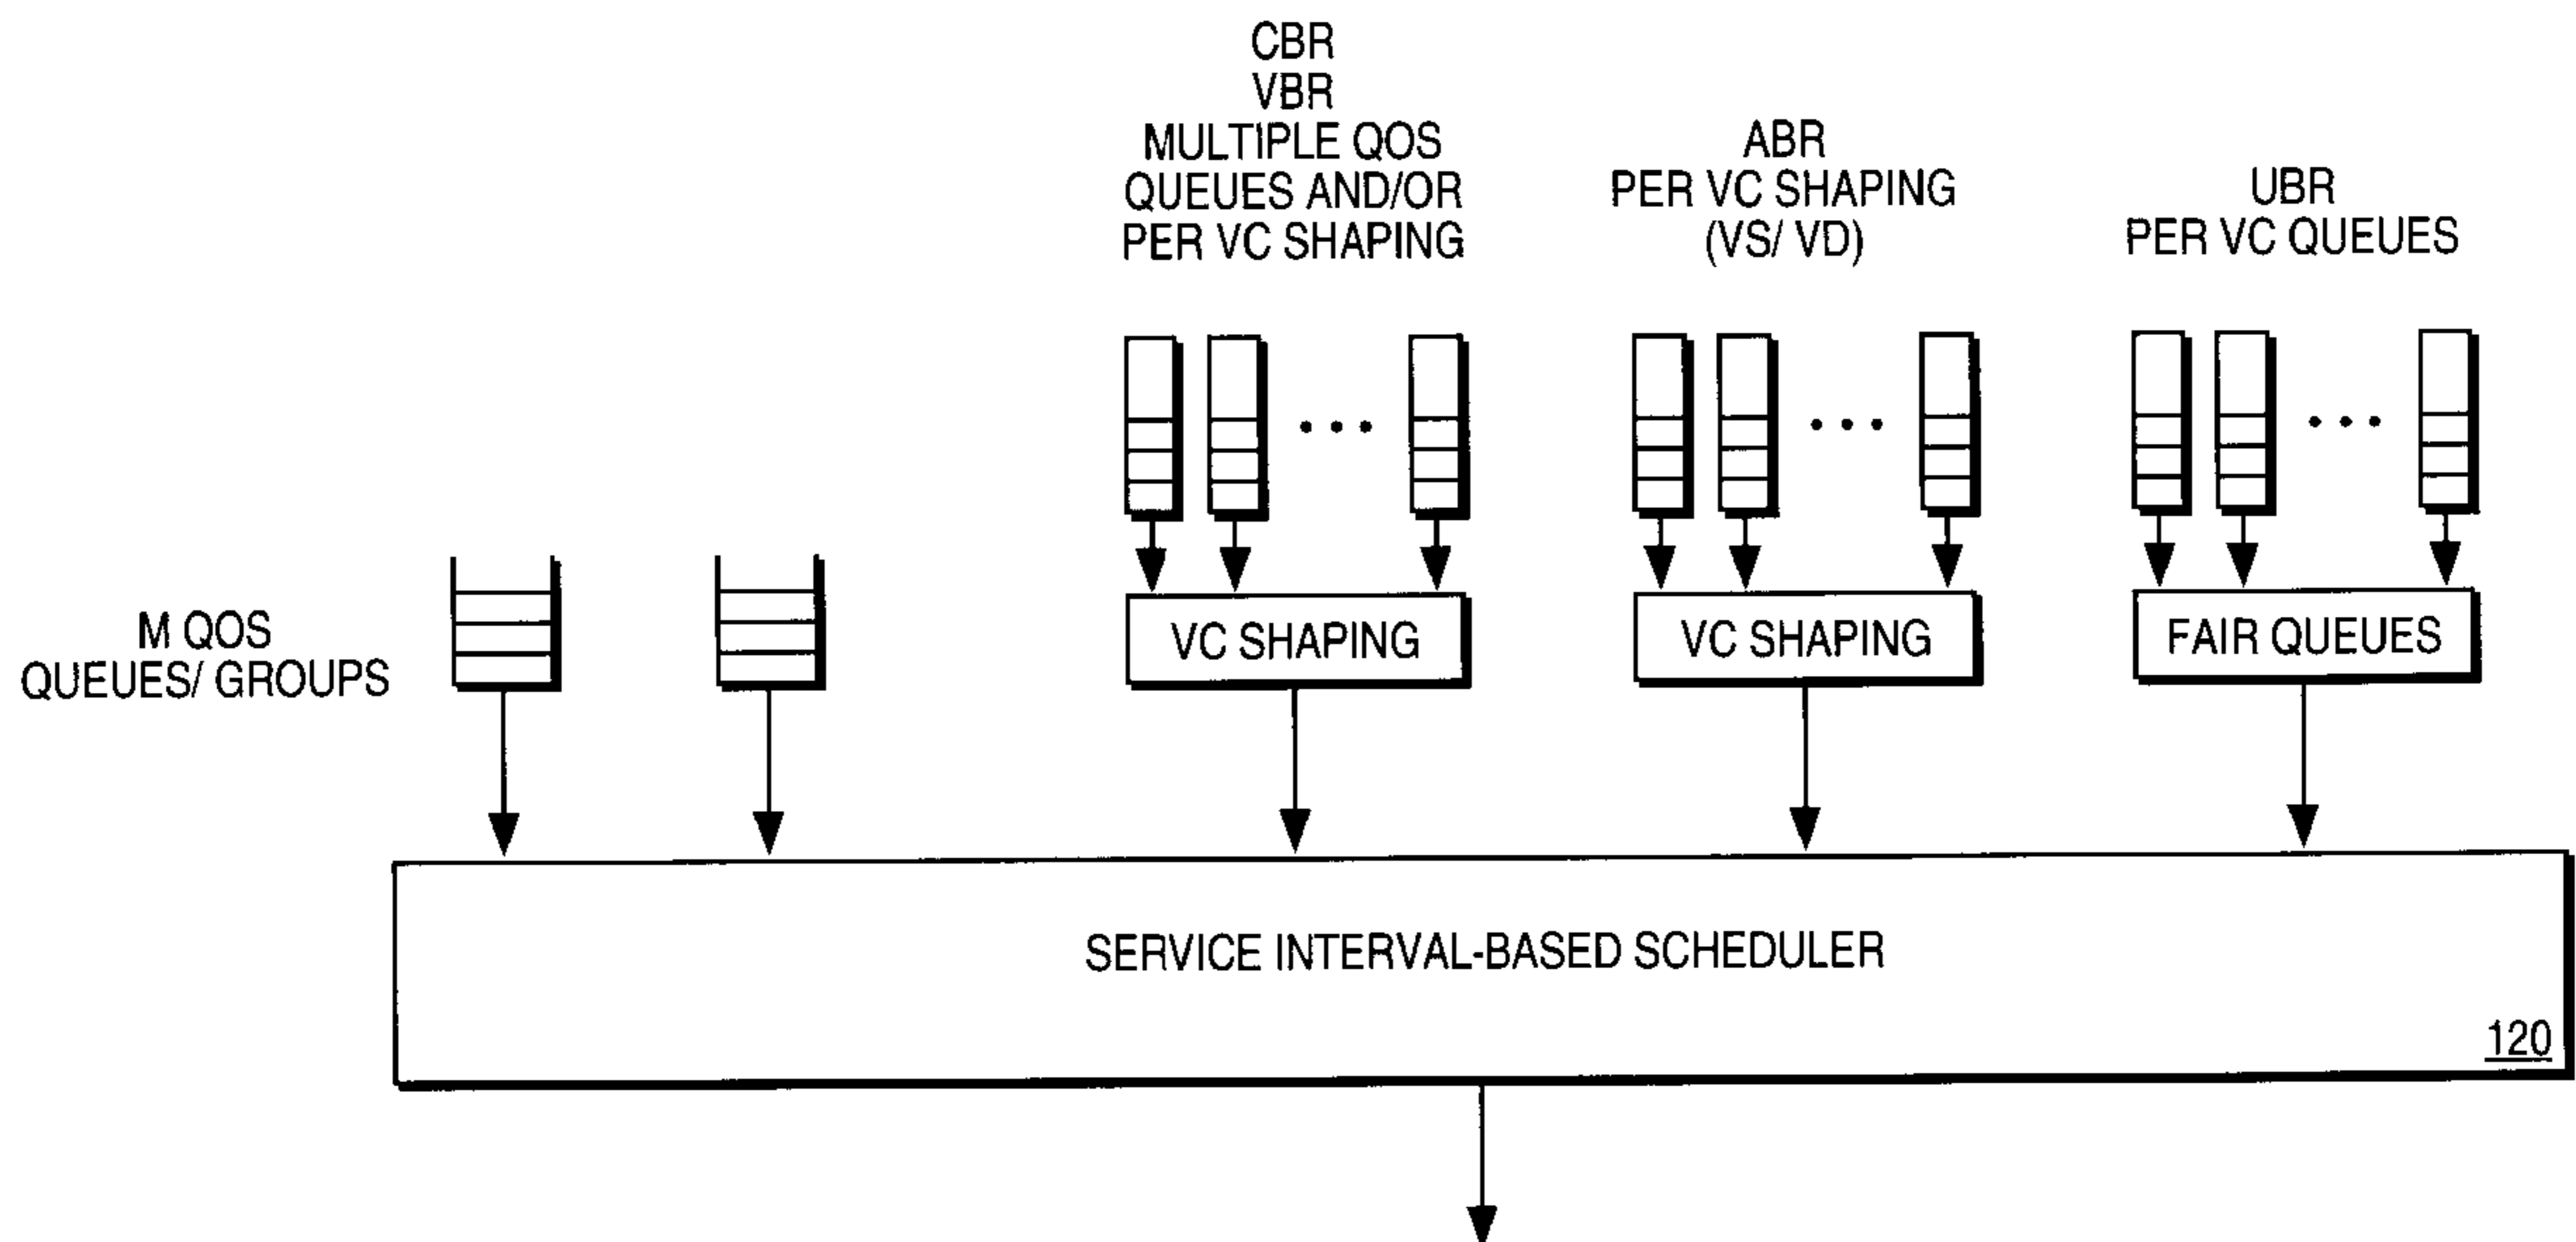 CBR
VBR
MULTIPLE QOS
QUEUES AND/OR
PER VC SHAPING
ABR
PER VC SHAPING
(VS/ VD)
UBR
PER VC QUEUES
M QOS
QUEUES/ GROUPS
VC SHAPING
VC SHAPING
FAIR QUEUES
SERVICE INTERVAL-BASED SCHEDULER
120